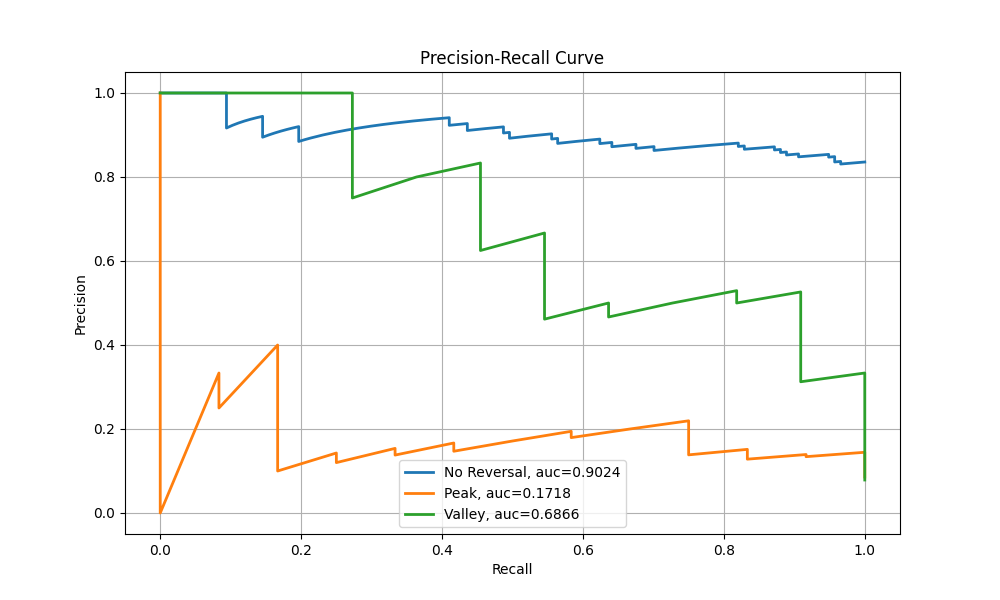 Precision-Recall Curve
Precision
1.0
0.8
0.6
0.4
0.2
0.0
No Reversal, auc=0.9024
Peak, auc=0.1718
Valley, auc=0.6866
0.0 0.2 0.4 0.6 0.8 1.0
Recall